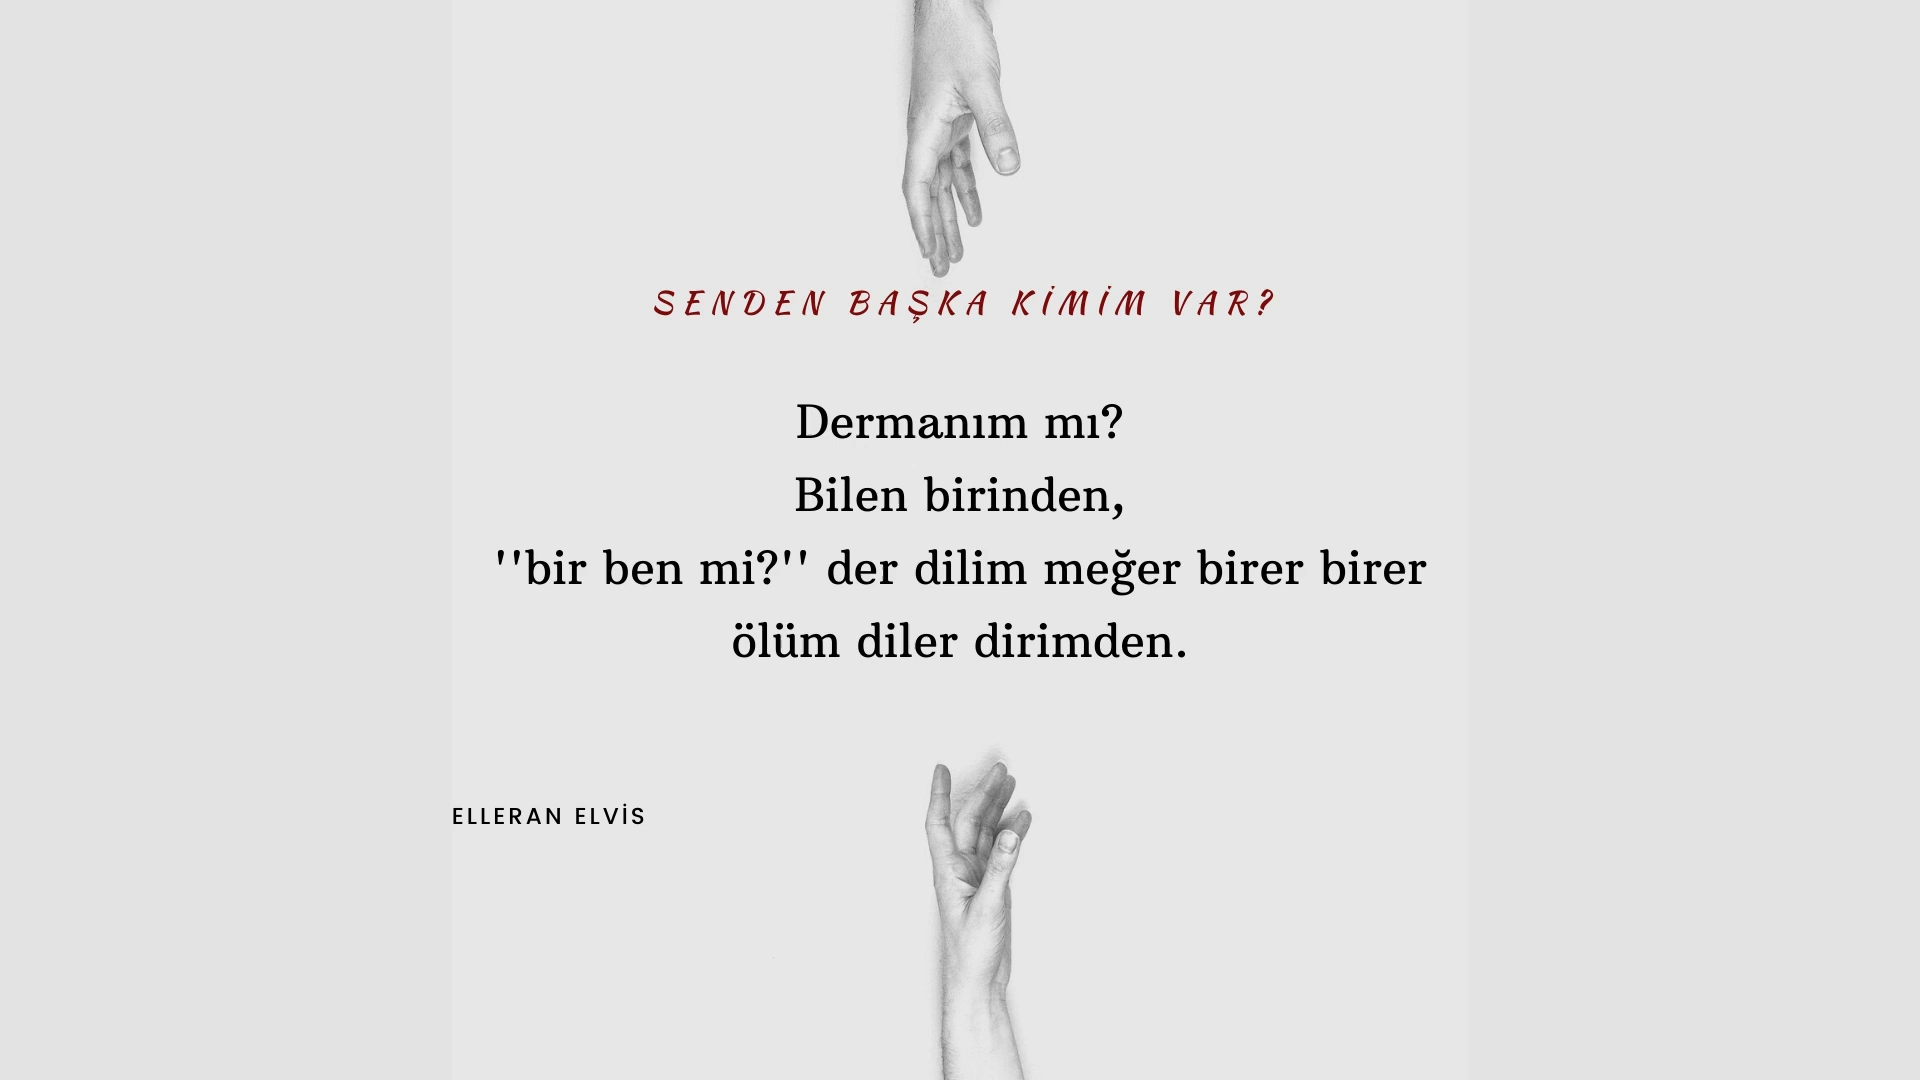 SENDEN BAŞKA KİMİM VAR?
Dermanım mı?
Bilen birinden,
''bir ben mi?'' der dilim meğer birer birer
ölüm diler dirimden.
ELLERAN ELVİS